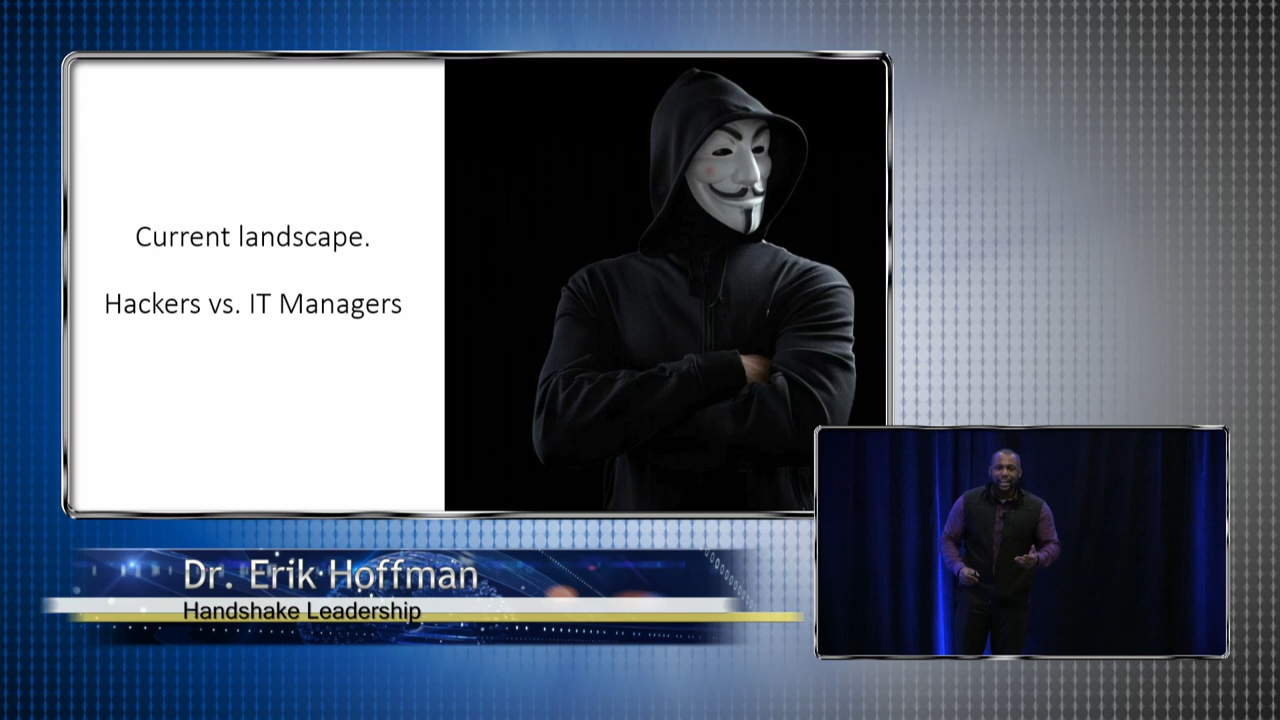 Current landscape.
Hackers vs. IT Managers
Dr. Erik Hoffman
Handshake Leadership